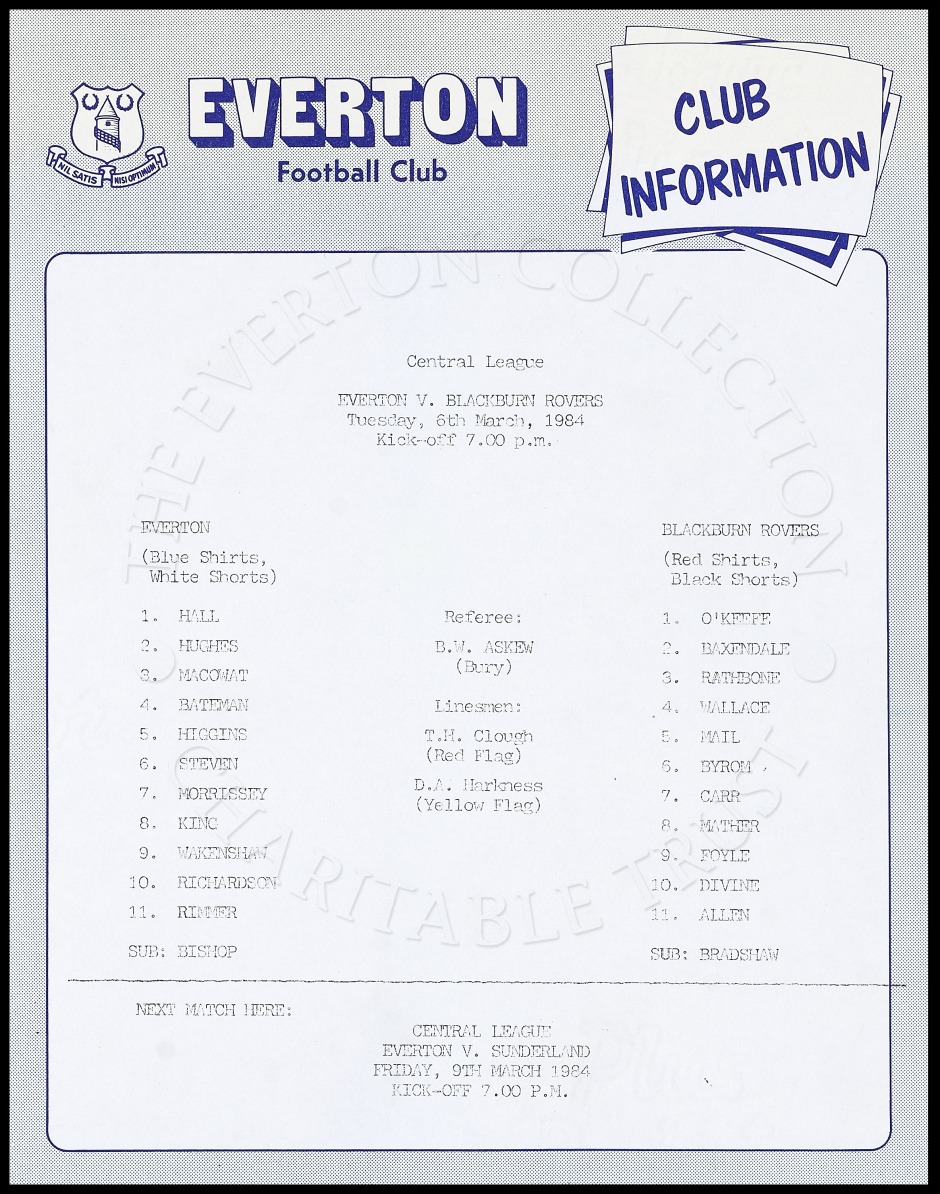 EVERTON
Football Club
NIL SATIS NISI OPTIMUM
CLUB
INFORMATION
THE EVERTON COLLECTION
CHARITABLE TRUST
Central League
EVERTON V. BLACKBURN ROVERS
Tuesday, 6th March, 1984
Kick-off 7.00 p.m.
EVERTON
(Blue Shirts,
White Shorts)
1. HALL
2. HUGHES
3. MACOWAT
4. BATEMAN
5. HIGGINS
6. STEVEN
7. MORRISSEY
8. KING
9. WAKENSHAW
10. RICHARDSON
11. RIMMER
SUB: BISHOP
Referee:
B.W. ASKEW
(Bury)
Linesmen:
T.H. Clough
(Red Flag)
D.A. Harkness
(Yellow Flag)
BLACKBURN ROVERS
(Red Shirts,
Black Shorts)
1. O'KEEFE
2. BAXENDALE
3. RATHBONE
4. WALLACE
5. MAIL
6. BYROM
7. CARR
8. MATHER
9. FOYLE
10. DIVINE
11. ALLEN
SUB: BRADSHAW
NEXT MATCH HERE:
CENTRAL LEAGUE
EVERTON V. SUNDERLAND
FRIDAY, 9TH MARCH 1984
KICK-OFF 7.00 P.M.